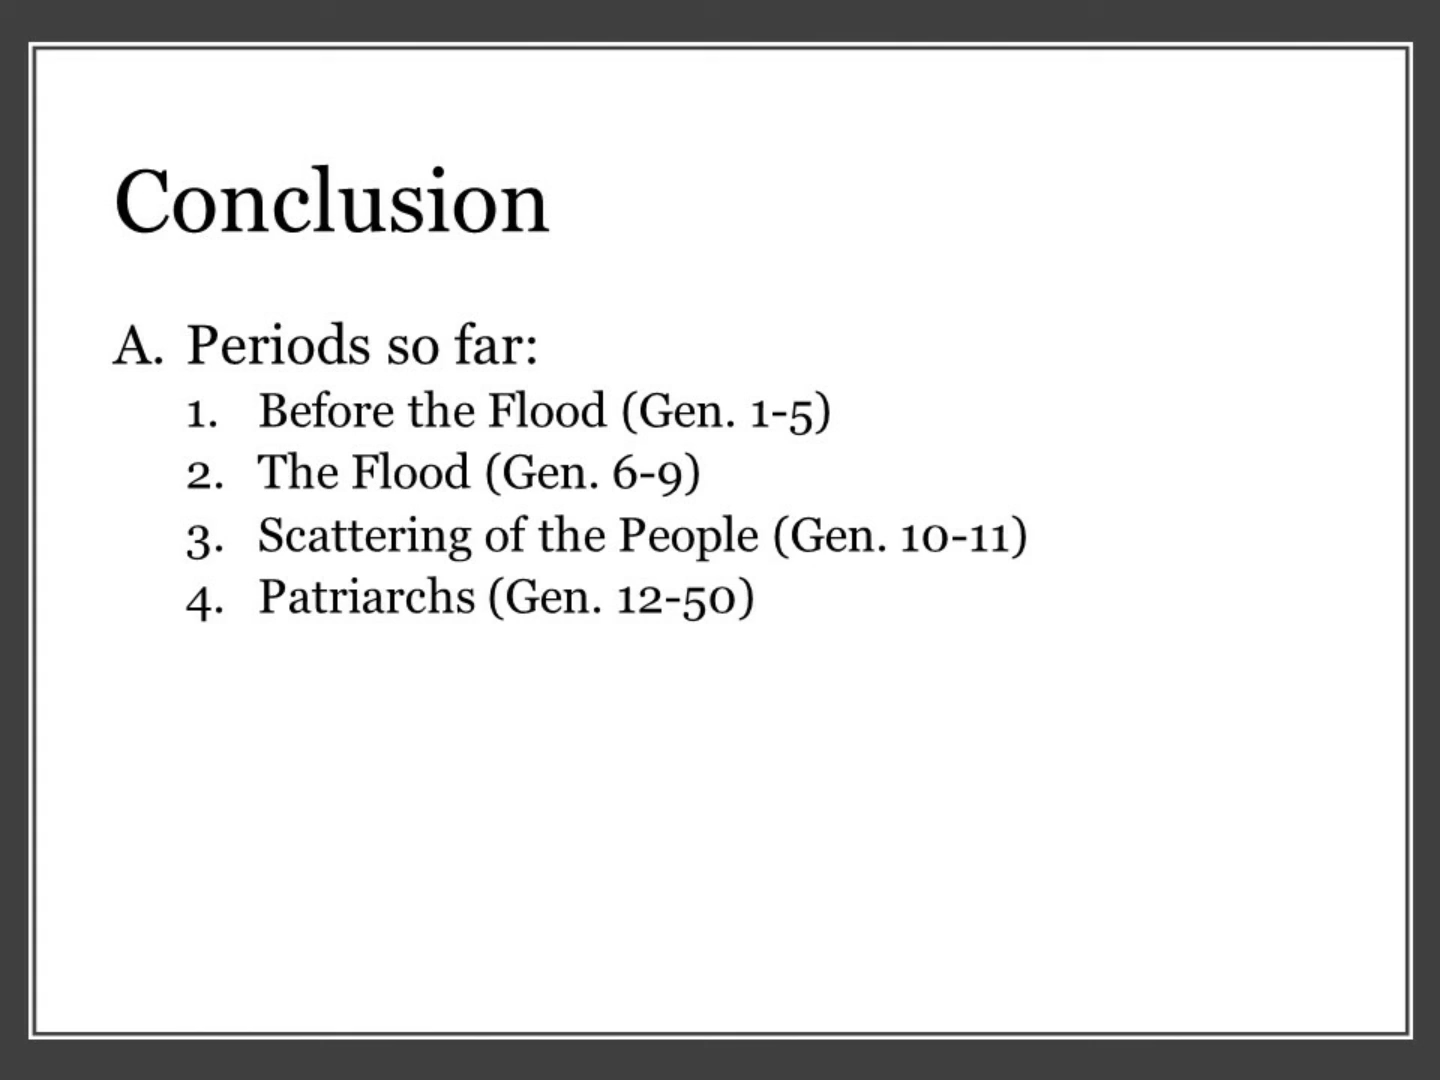 Conclusion
A. Periods so far:
1. Before the Flood (Gen. 1-5)
2. The Flood (Gen. 6-9)
3. Scattering of the People (Gen. 10-11)
4. Patriarchs (Gen. 12-50)